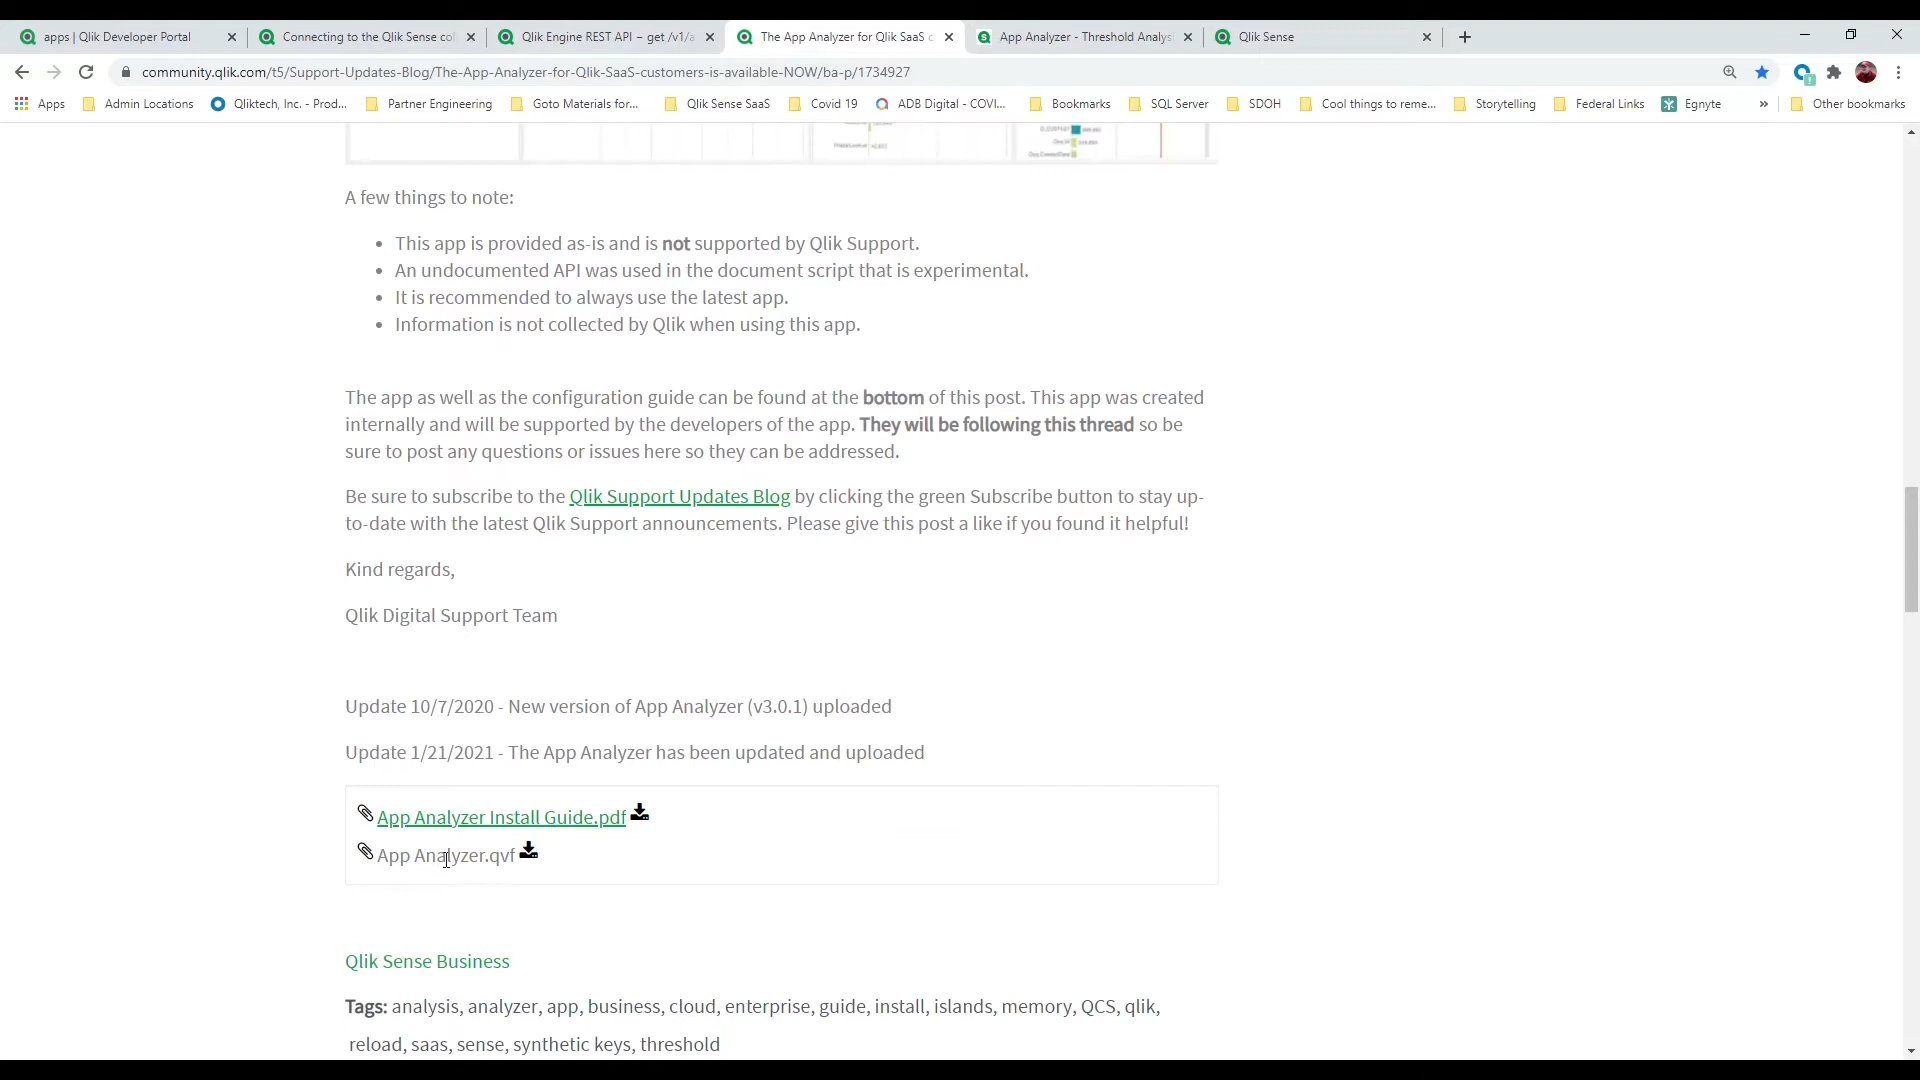 apps | Qlik Developer Portal
Connecting to the Qlik Sense col
Qlik Engine REST API – get /v1/a
The App Analyzer for Qlik SaaS c
App Analyzer - Threshold Analys
Qlik Sense
community.qlik.com/t5/Support-Updates-Blog/The-App-Analyzer-for-Qlik-SaaS-customers-is-available-NOW/ba-p/1734927
Apps
Admin Locations
Qliktech, Inc. - Prod...
Partner Engineering
Goto Materials for...
Qlik Sense SaaS
Covid 19
ADB Digital - COVI...
Bookmarks
SQL Server
SDOH
Cool things to reme...
Storytelling
Federal Links
Egnyte
»
Other bookmarks
A few things to note:
• This app is provided as-is and is not supported by Qlik Support.
• An undocumented API was used in the document script that is experimental.
• It is recommended to always use the latest app.
• Information is not collected by Qlik when using this app.
The app as well as the configuration guide can be found at the bottom of this post. This app was created
internally and will be supported by the developers of the app. They will be following this thread so be
sure to post any questions or issues here so they can be addressed.
Be sure to subscribe to the Qlik Support Updates Blog by clicking the green Subscribe button to stay up-
to-date with the latest Qlik Support announcements. Please give this post a like if you found it helpful!
Kind regards,
Qlik Digital Support Team
Update 10/7/2020 - New version of App Analyzer (v3.0.1) uploaded
Update 1/21/2021 - The App Analyzer has been updated and uploaded
App Analyzer Install Guide.pdf
App Analyzer.qvf
Qlik Sense Business
Tags: analysis, analyzer, app, business, cloud, enterprise, guide, install, islands, memory, QCS, qlik,
reload, saas, sense, synthetic keys, threshold